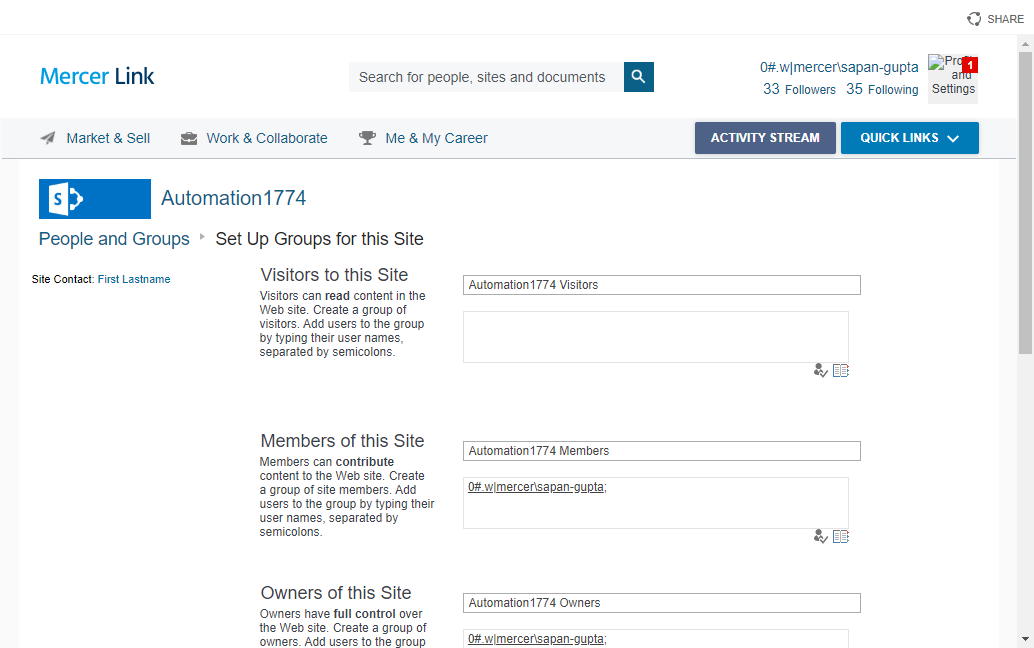 SHARE
Mercer Link
Search for people, sites and documents
0#.w|mercer\sapan-gupta
33 Followers 35 Following
1
and
Settings
Market & Sell
Work & Collaborate
Me & My Career
ACTIVITY STREAM
QUICK LINKS
S
Automation1774
People and Groups
Set Up Groups for this Site
Site Contact: First Lastname
Visitors to this Site
Visitors can read content in the
Web site. Create a group of
visitors. Add users to the group
by typing their user names,
separated by semicolons.
Automation1774 Visitors
Members of this Site
Members can contribute
content to the Web site. Create
a group of site members. Add
users to the group by typing their
user names, separated by
semicolons.
Automation1774 Members
0#.w|mercer\sapan-gupta;
Owners of this Site
Owners have full control over
the Web site. Create a group of
owners. Add users to the group
Automation1774 Owners
0#.w|mercer\sapan-gupta;